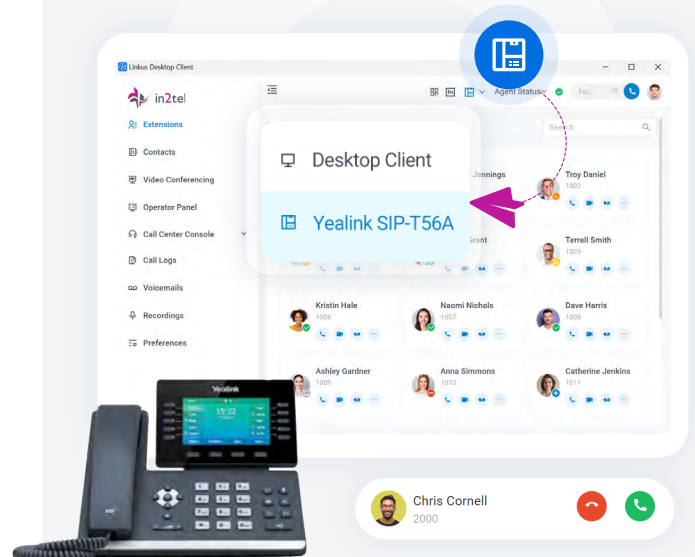 Linkus Desktop Client
in2tel
Agent Status
Extensions
Search
Contacts
Desktop Client
Jennings
Troy Daniel
1002
Video Conferencing
Operator Panel
Yealink SIP-T56A
Call Center Console
Grant
Terrell Smith
1005
Call Logs
Voicemails
Kristin Hale
Naomi Nichols
Dave Harris
1006
1007
1008
Recordings
Preferences
Ashley Gardner
Anna Simmons
Catherine Jenkins
1009
1010
1011
Yealink
15:32
Chris Cornell
2000